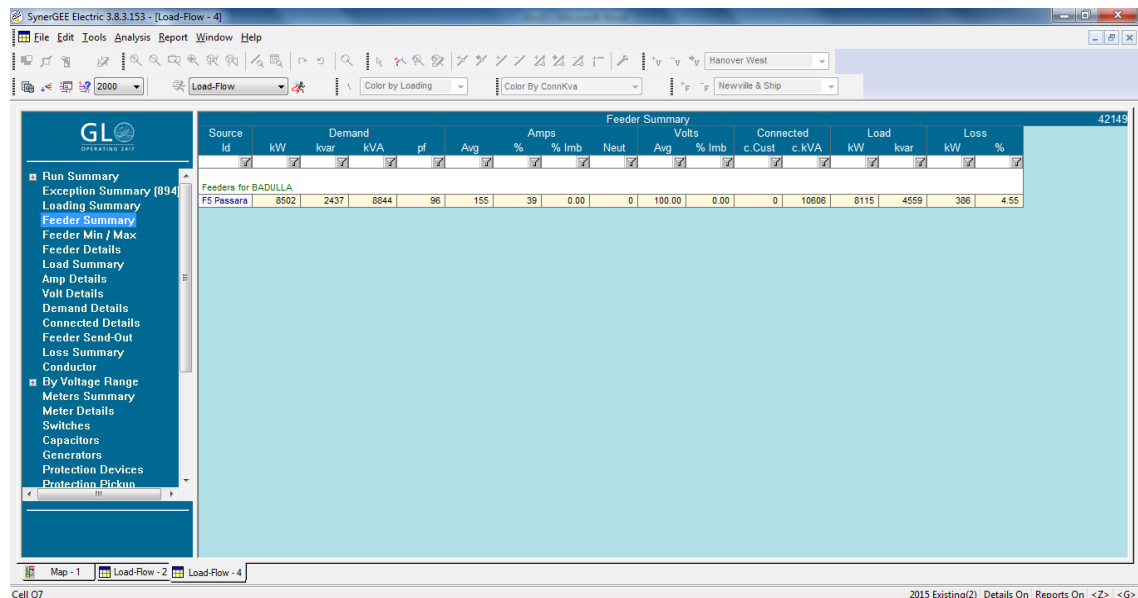 SynerGEE Electric 3.8.3.153 - [Load-Flow - 4]
File Edit Tools Analysis Report Window Help
Hanover West
2000 Load-Flow Color by Loading Color By ConnKva Newville & Ship
GL
OPERATING 24/7
Run Summary
Exception Summary (894)
Loading Summary
Feeder Summary
Feeder Min / Max
Feeder Details
Load Summary
Amp Details
Volt Details
Demand Details
Connected Details
Feeder Send-Out
Loss Summary
Conductor
By Voltage Range
Meters Summary
Meter Details
Switches
Capacitors
Generators
Protection Devices
Protection Pickup
Feeder Summary 42149
Source Demand Amps Volts Connected Load Loss
Id kW kvar kVA pf Avg % % Imb Neut Avg % Imb c.Cust c.kVA kW kvar kW %
Feeders for BADULLA
F5 Passara 8502 2437 8844 96 155 39 0.00 0 100.00 0.00 0 10606 8115 4559 386 4.55
Map - 1 Load-Flow - 2 Load-Flow - 4
Cell O7 2015 Existing(2) Details On Reports On <Z> <G>